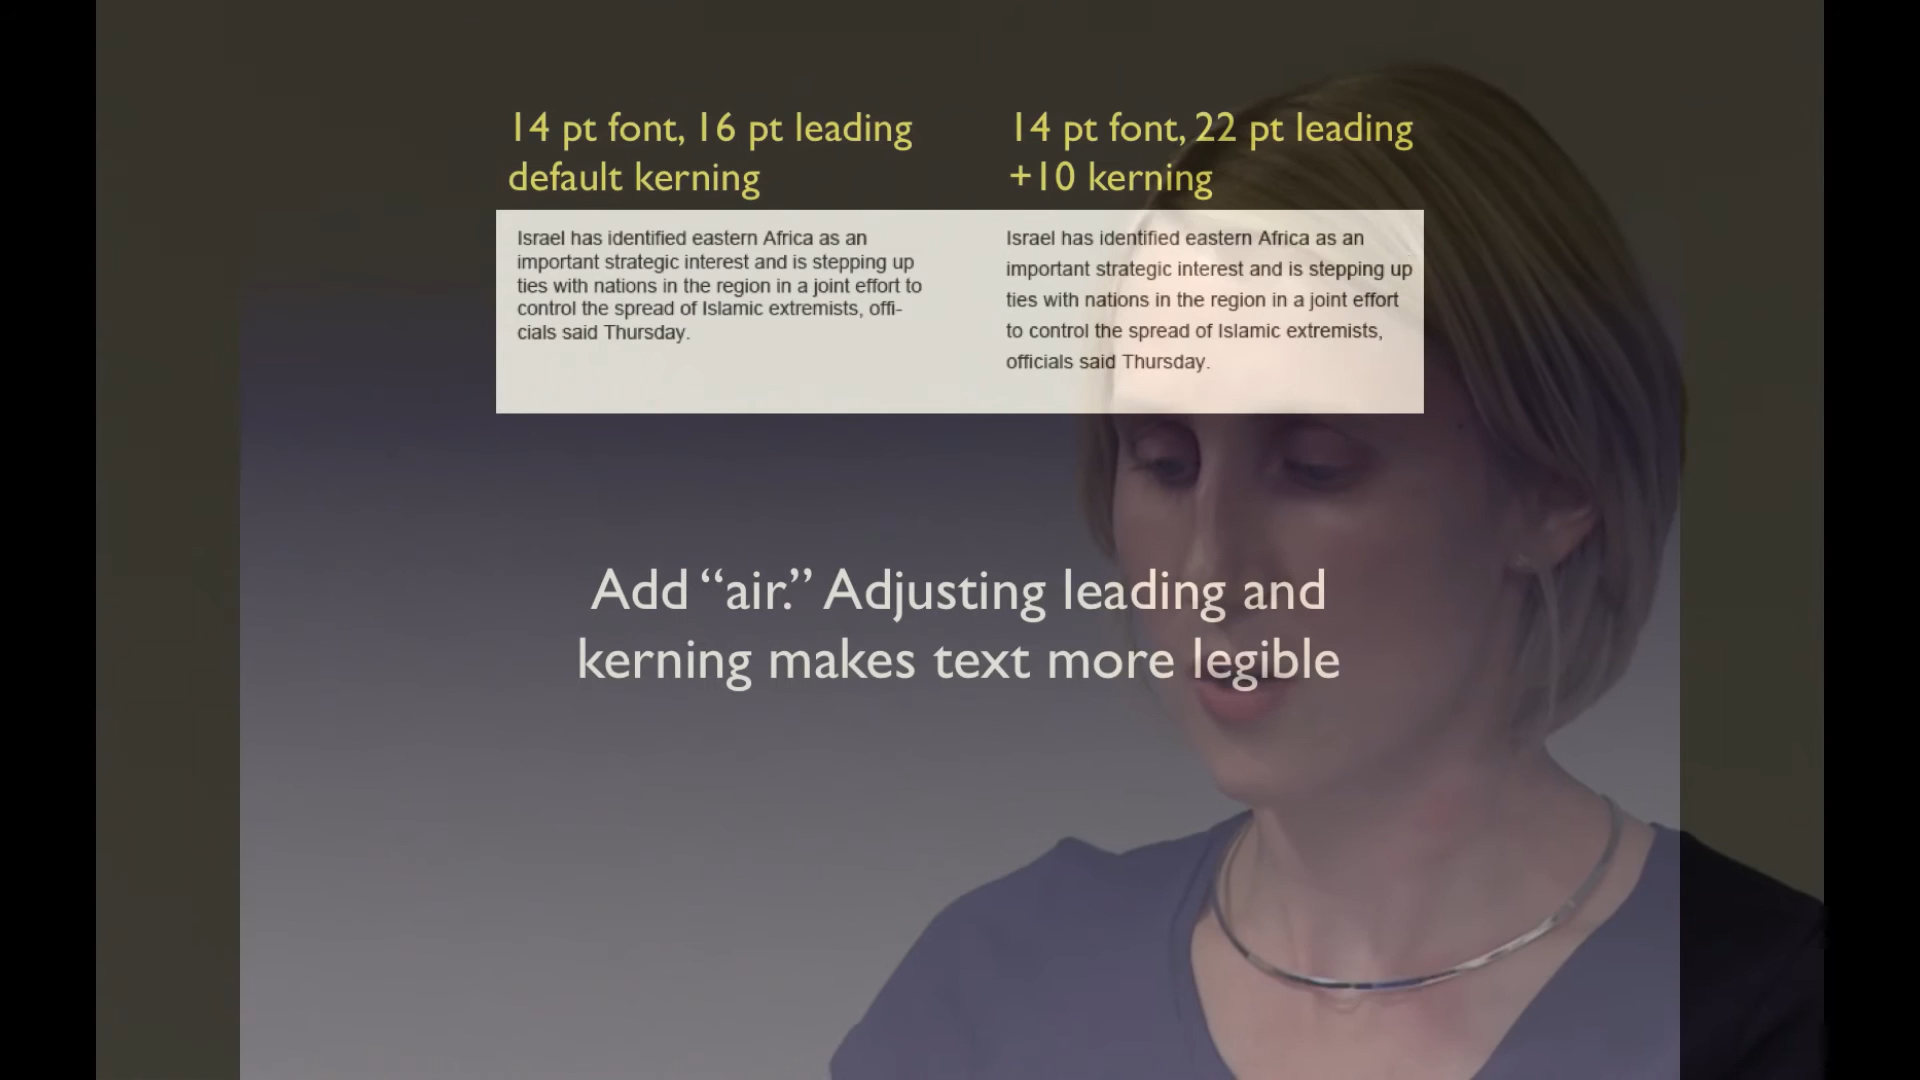 14 pt font, 16 pt leading
default kerning
14 pt font, 22 pt leading
+10 kerning
Israel has identified eastern Africa as an
important strategic interest and is stepping up
ties with nations in the region in a joint effort to
control the spread of Islamic extremists, offi-
cials said Thursday.
Israel has identified eastern Africa as an
important strategic interest and is stepping up
ties with nations in the region in a joint effort
to control the spread of Islamic extremists,
officials said Thursday.
Add “air.” Adjusting leading and
kerning makes text more legible